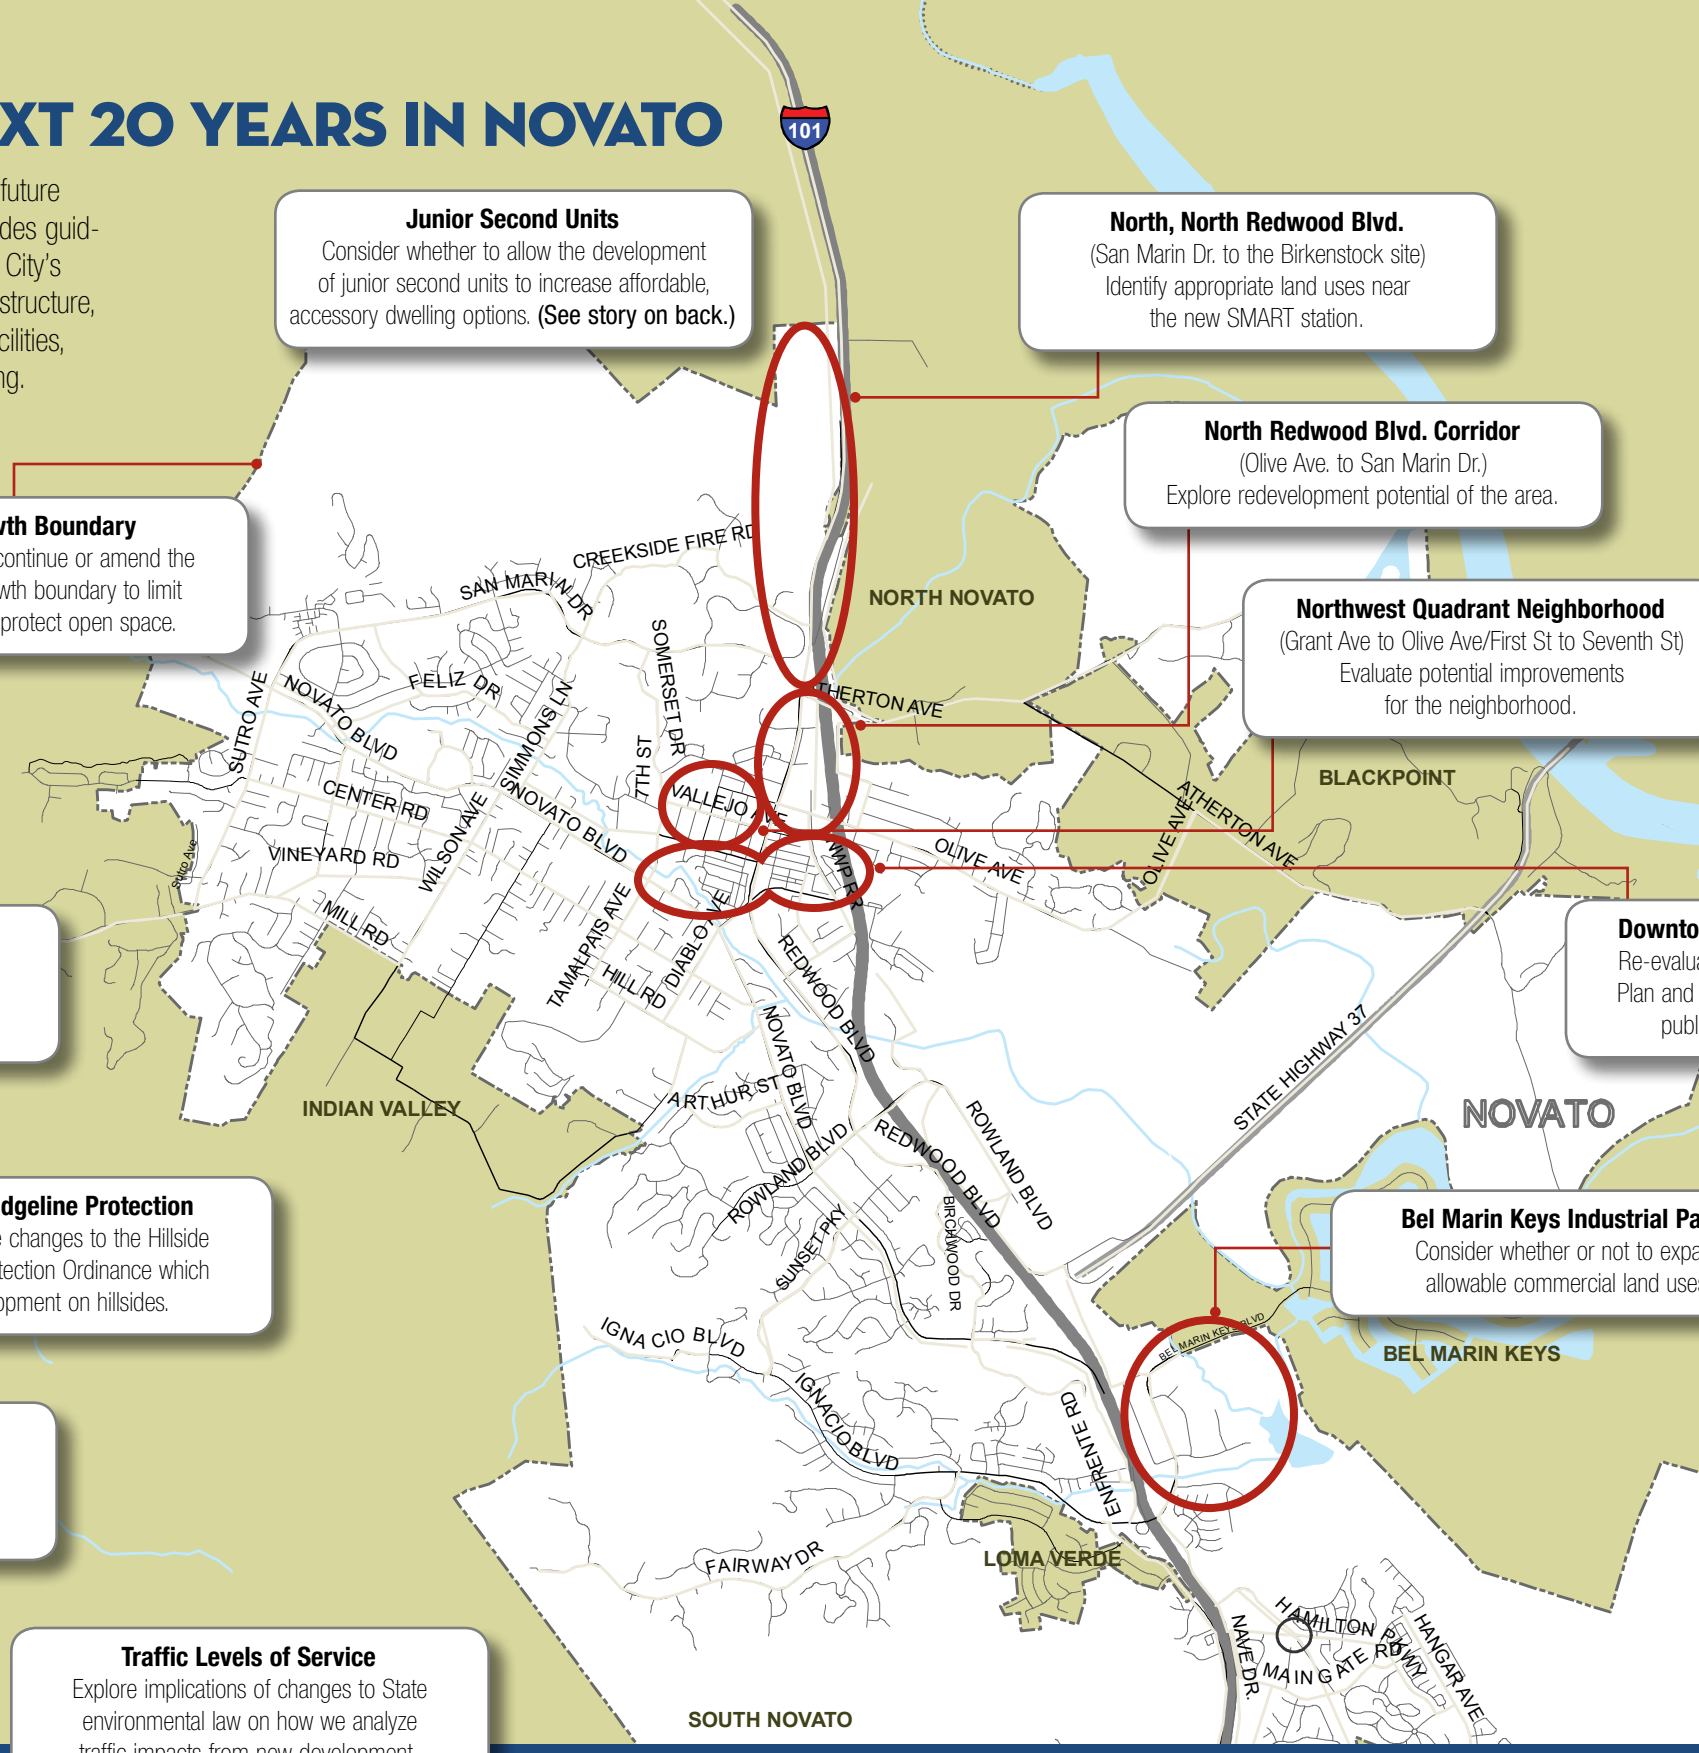 XT 20 YEARS IN NOVATO
future
des guid-
City's
structure,
cilities,
ng.
101
Junior Second Units
Consider whether to allow the development
of junior second units to increase affordable,
accessory dwelling options. (See story on back.)
North, North Redwood Blvd.
(San Marin Dr. to the Birkenstock site)
Identify appropriate land uses near
the new SMART station.
North Redwood Blvd. Corridor
(Olive Ave. to San Marin Dr.)
Explore redevelopment potential of the area.
wth Boundary
continue or amend the
wth boundary to limit
protect open space.
Northwest Quadrant Neighborhood
(Grant Ave to Olive Ave/First St to Seventh St)
Evaluate potential improvements
for the neighborhood.
CREEKSIDE FIRE RD
SAN MARIN DR
NORTH NOVATO
SOMERSET DR
FELIZ DR
NOVATO BLVD
SUTRO AVE
SIMMONS LN
THERTON AVE
7TH ST
BLACKPOINT
CENTER RD
VALLEJO AVE
NOVATO BLVD
WILSON AVE
ATHERTON AVE
OLIVE AVE
OLIVE AVE
VINEYARD RD
Sutro Ave
NWP RR
MILL RD
TAMALPAIS AVE
DIABLO AVE
HILL RD
REDWOOD BLVD
Downto
Re-evalua
Plan and
publ
NOVATO BLVD
STATE HIGHWAY 37
NOVATO
INDIAN VALLEY
ARTHUR ST
ROWLAND BLVD
REDWOOD BLVD
ROWLAND BLVD
BIRCHWOOD DR
SUNSET PKY
dgeline Protection
e changes to the Hillside
tection Ordinance which
opment on hillsides.
Bel Marin Keys Industrial Pa
Consider whether or not to expa
allowable commercial land uses
BEL MARIN KEYS BLVD
BEL MARIN KEYS
IGNACIO BLVD
IGNACIO BLVD
ENFRENTE RD
LOMA VERDE
FAIRWAY DR
HAMILTON PKWY
MAIN GATE RD
NAVE DR.
HANGAR AVE
SOUTH NOVATO
Traffic Levels of Service
Explore implications of changes to State
environmental law on how we analyze
traffic impacts from new development.